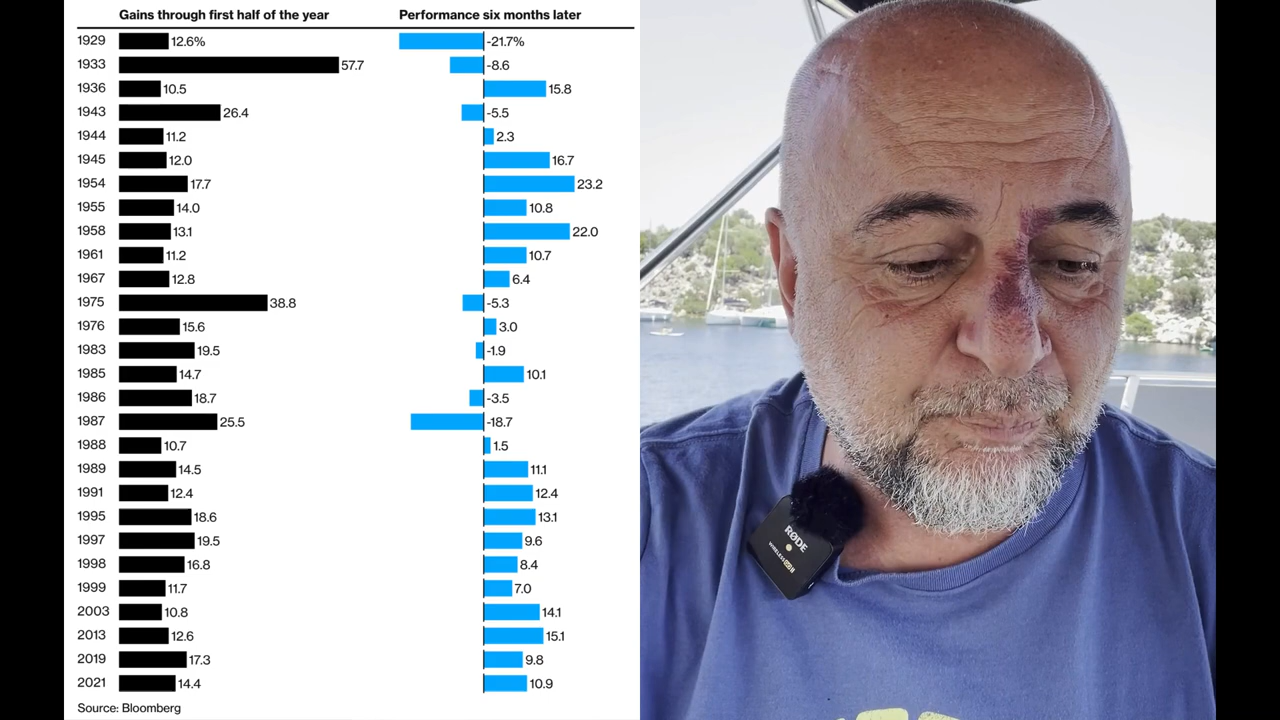 Gains through first half of the year Performance six months later
1929 12.6% -21.7%
1933 57.7 -8.6
1936 10.5 15.8
1943 26.4 -5.5
1944 11.2 2.3
1945 12.0 16.7
1954 17.7 23.2
1955 14.0 10.8
1958 13.1 22.0
1961 11.2 10.7
1967 12.8 6.4
1975 38.8 -5.3
1976 15.6 3.0
1983 19.5 -1.9
1985 14.7 10.1
1986 18.7 -3.5
1987 25.5 -18.7
1988 10.7 1.5
1989 14.5 11.1
1991 12.4 12.4
1995 18.6 13.1
1997 19.5 9.6
1998 16.8 8.4
1999 11.7 7.0
2003 10.8 14.1
2013 12.6 15.1
2019 17.3 9.8
2021 14.4 10.9
Source: Bloomberg
RØDE
WIRELESS GO II